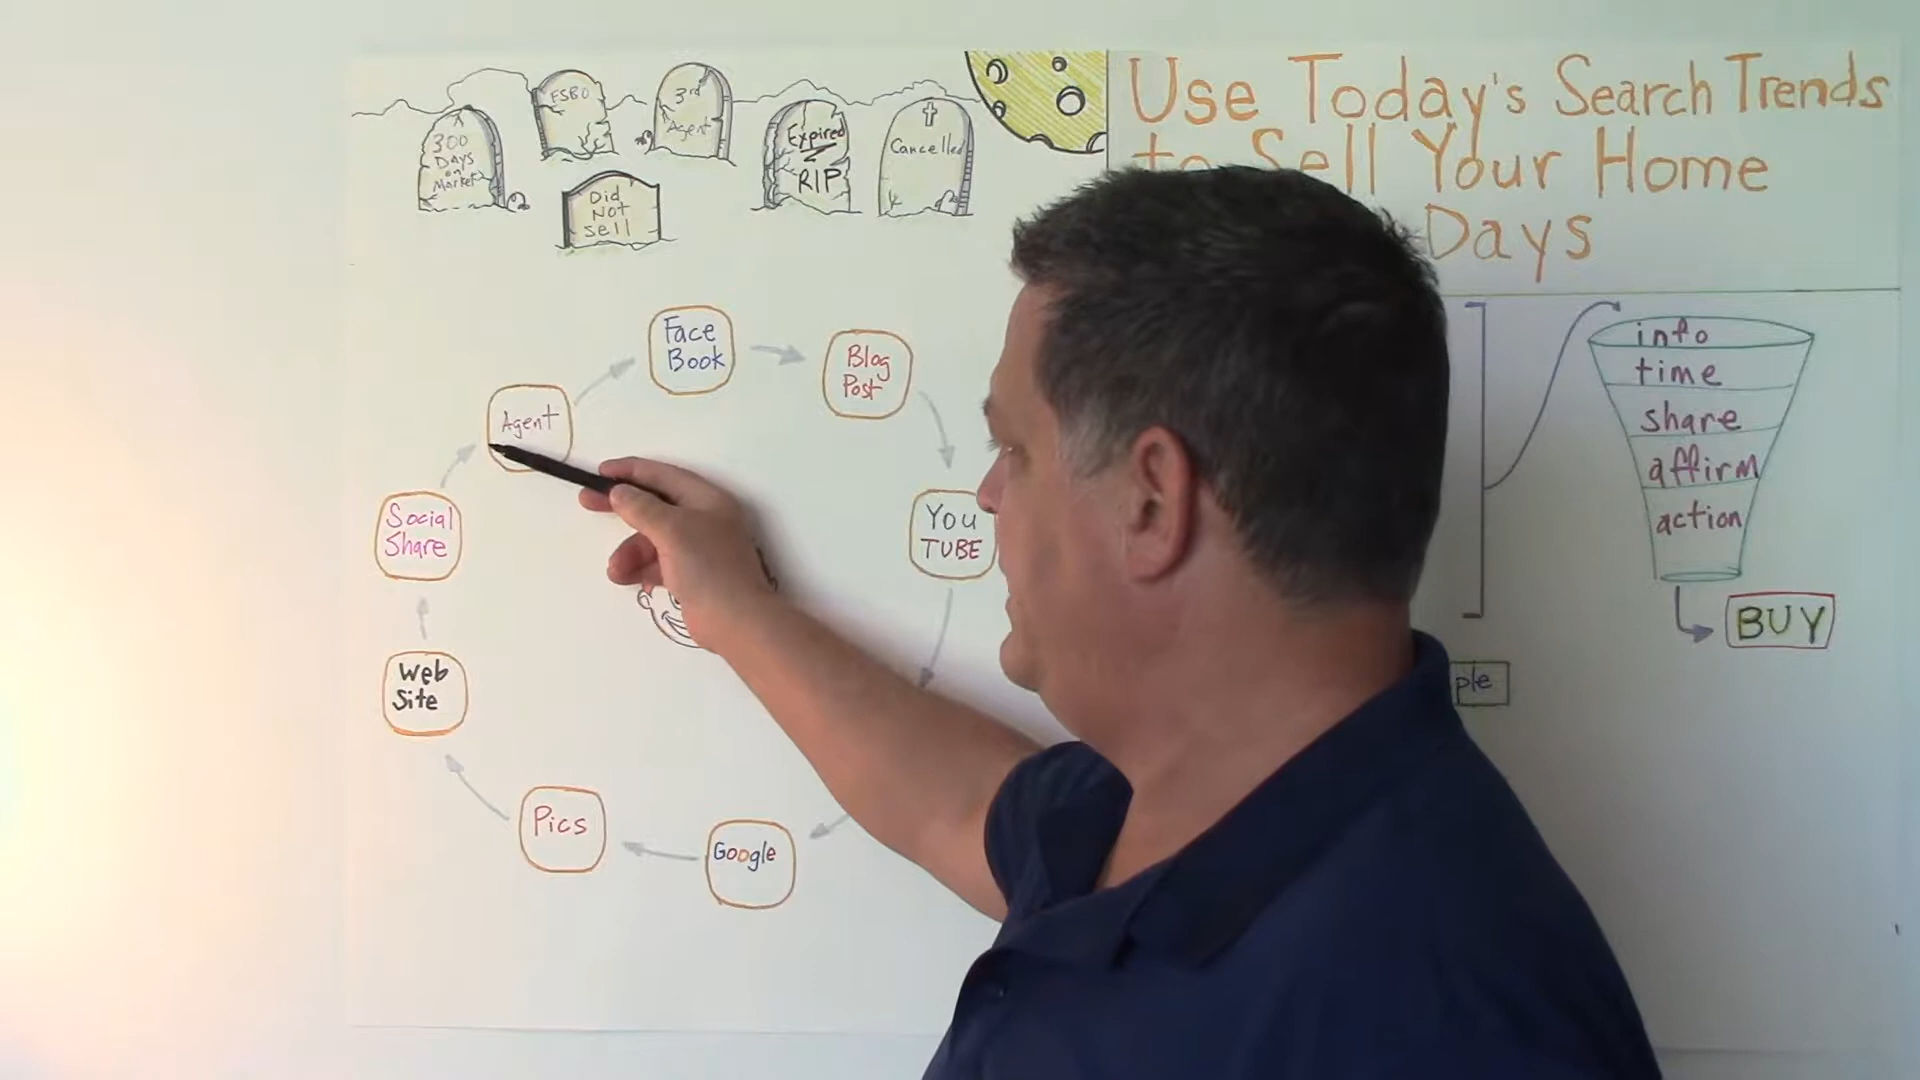 300
Days
on
Market
FSBO
3rd
Agent
Did
Not
Sell
Expired
RIP
Cancelled
Use Today's Search Trends
to Sell Your Home
Days
Face
Book
Blog
Post
Agent
You
TUBE
Social
Share
Web
Site
Pics
Google
info
time
share
affirm
action
BUY